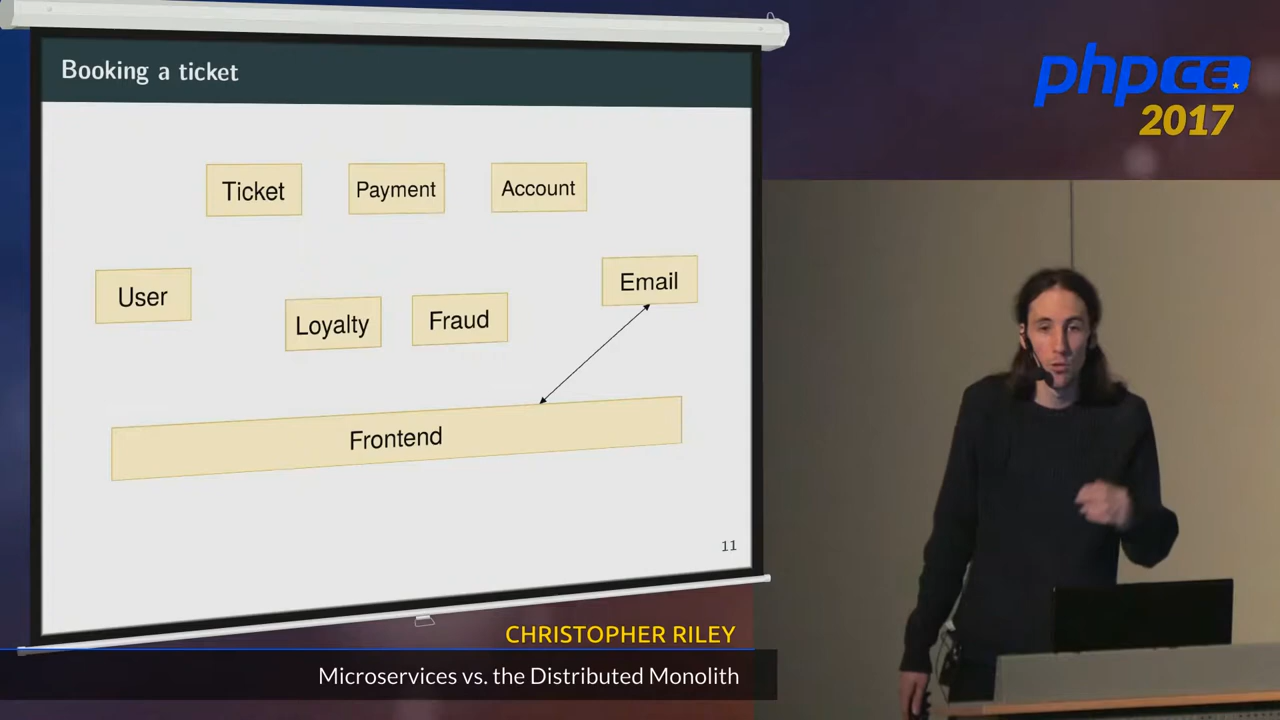 Booking a ticket
Ticket
Payment
Account
User
Loyalty
Fraud
Email
Frontend
11
phpCE
2017
CHRISTOPHER RILEY
Microservices vs. the Distributed Monolith